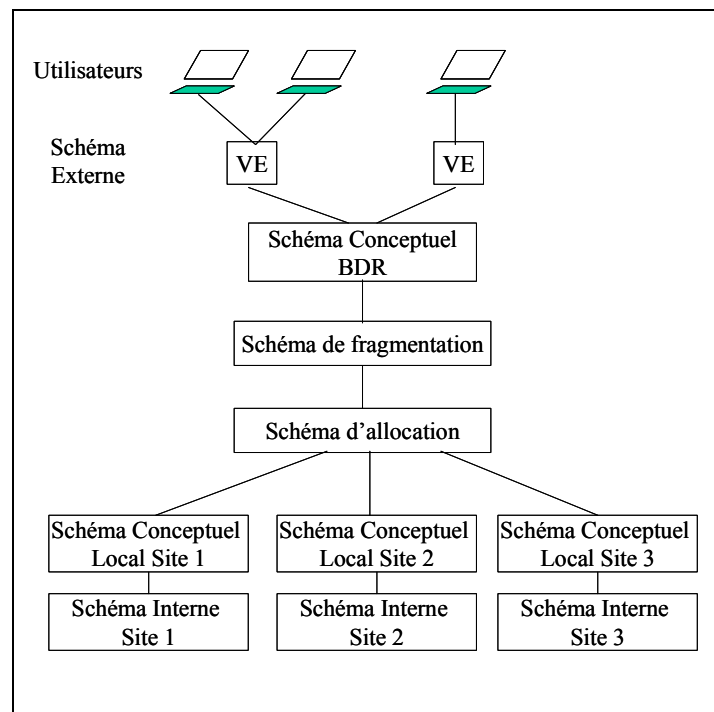 Utilisateurs
Schéma
Externe
VE
VE
Schéma Conceptuel
BDR
Schéma de fragmentation
Schéma d’allocation
Schéma Conceptuel
Local Site 1
Schéma Conceptuel
Local Site 2
Schéma Conceptuel
Local Site 3
Schéma Interne
Site 1
Schéma Interne
Site 2
Schéma Interne
Site 3